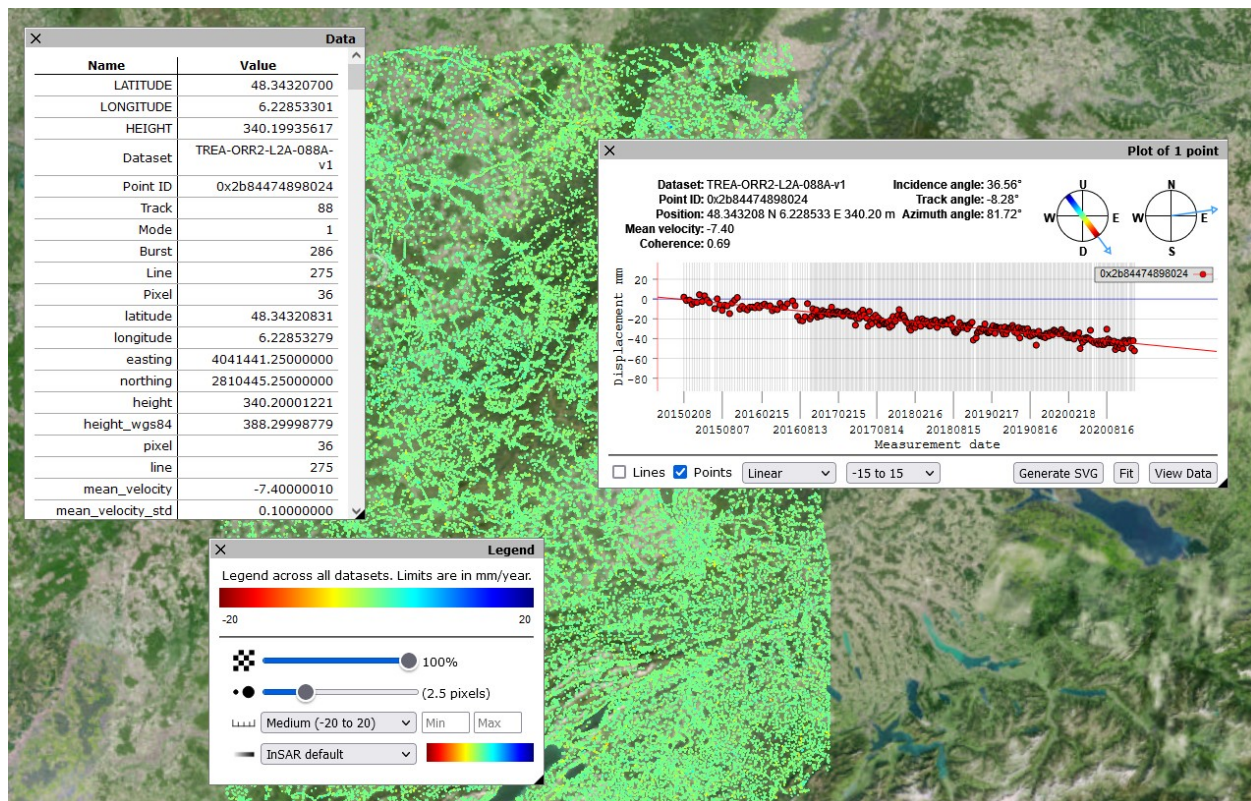 Data
Name Value
LATITUDE 48.34320700
LONGITUDE 6.22853301
HEIGHT 340.19935617
Dataset TREA-ORR2-L2A-088A-
v1
Point ID 0x2b84474898024
Track 88
Mode 1
Burst 286
Line 275
Pixel 36
latitude 48.34320831
longitude 6.22853279
easting 4041441.25000000
northing 2810445.25000000
height 340.20001221
height_wgs84 388.29998779
pixel 36
line 275
mean_velocity -7.40000010
mean_velocity_std 0.10000000
Plot of 1 point
Dataset: TREA-ORR2-L2A-088A-v1 Incidence angle: 36.56°
Point ID: 0x2b84474898024 Track angle: -8.28°
Position: 48.343208 N 6.228533 E 340.20 m Azimuth angle: 81.72°
Mean velocity: -7.40
Coherence: 0.69
U
W E
D
N
W E
S
0x2b84474898024
Displacement mm
20
0
-20
-40
-60
-80
20150208 20160215 20170215 20180216 20190217 20200218
20150807 20160813 20170814 20180815 20190816 20200816
Measurement date
Lines Points Linear -15 to 15 Generate SVG Fit View Data
Legend
Legend across all datasets. Limits are in mm/year.
-20 20
100%
(2.5 pixels)
Medium (-20 to 20) Min Max
InSAR default